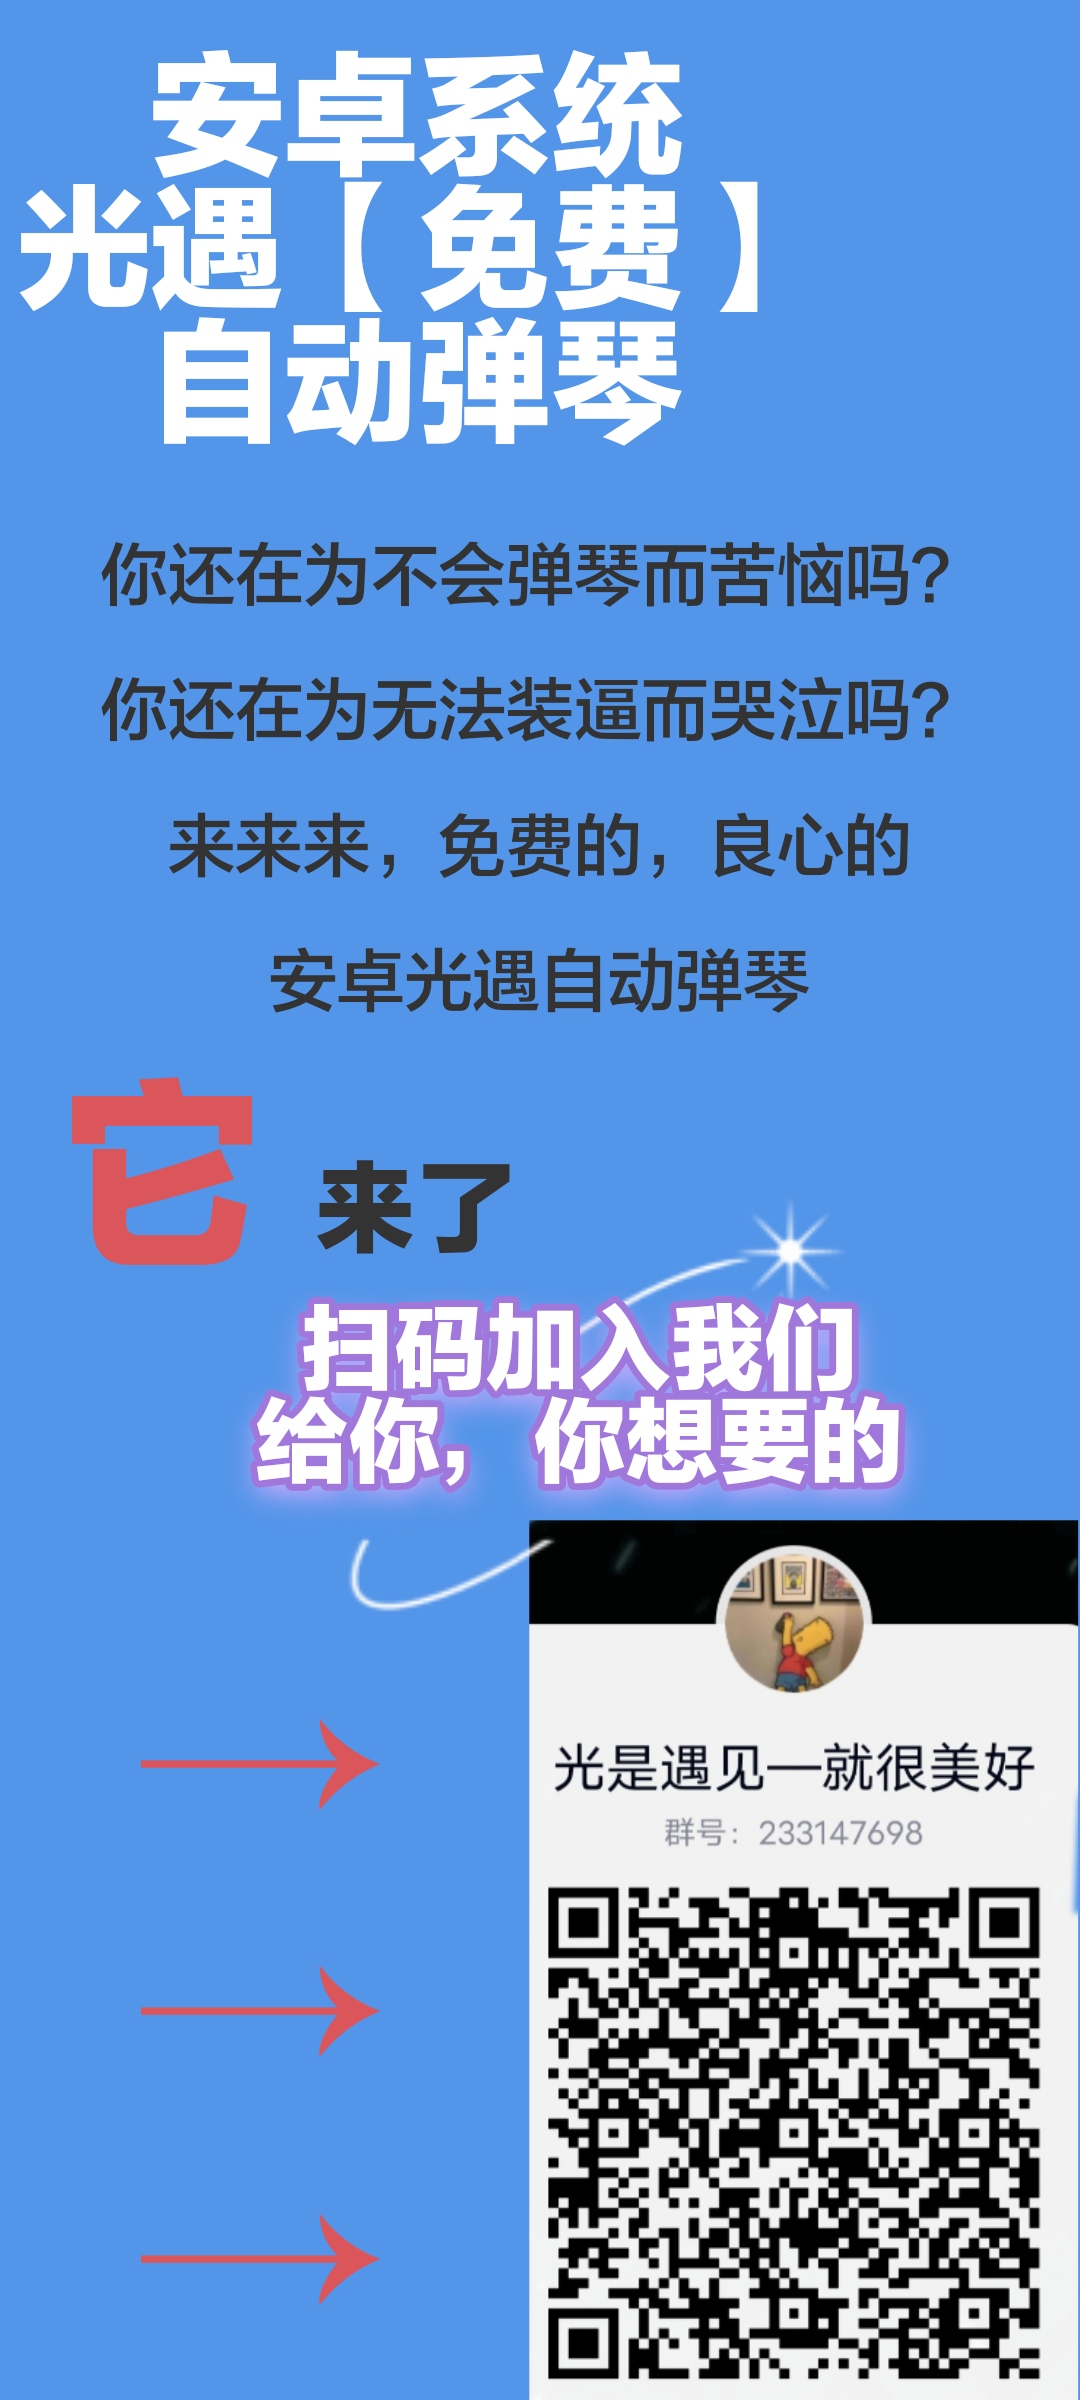 安卓系统
光遇【免费】
自动弹琴
你还在为不会弹琴而苦恼吗？
你还在为无法装逼而哭泣吗？
来来来，免费的，良心的
安卓光遇自动弹琴
它 来了
扫码加入我们
给你，你想要的
光是遇见—就很美好
群号：233147698